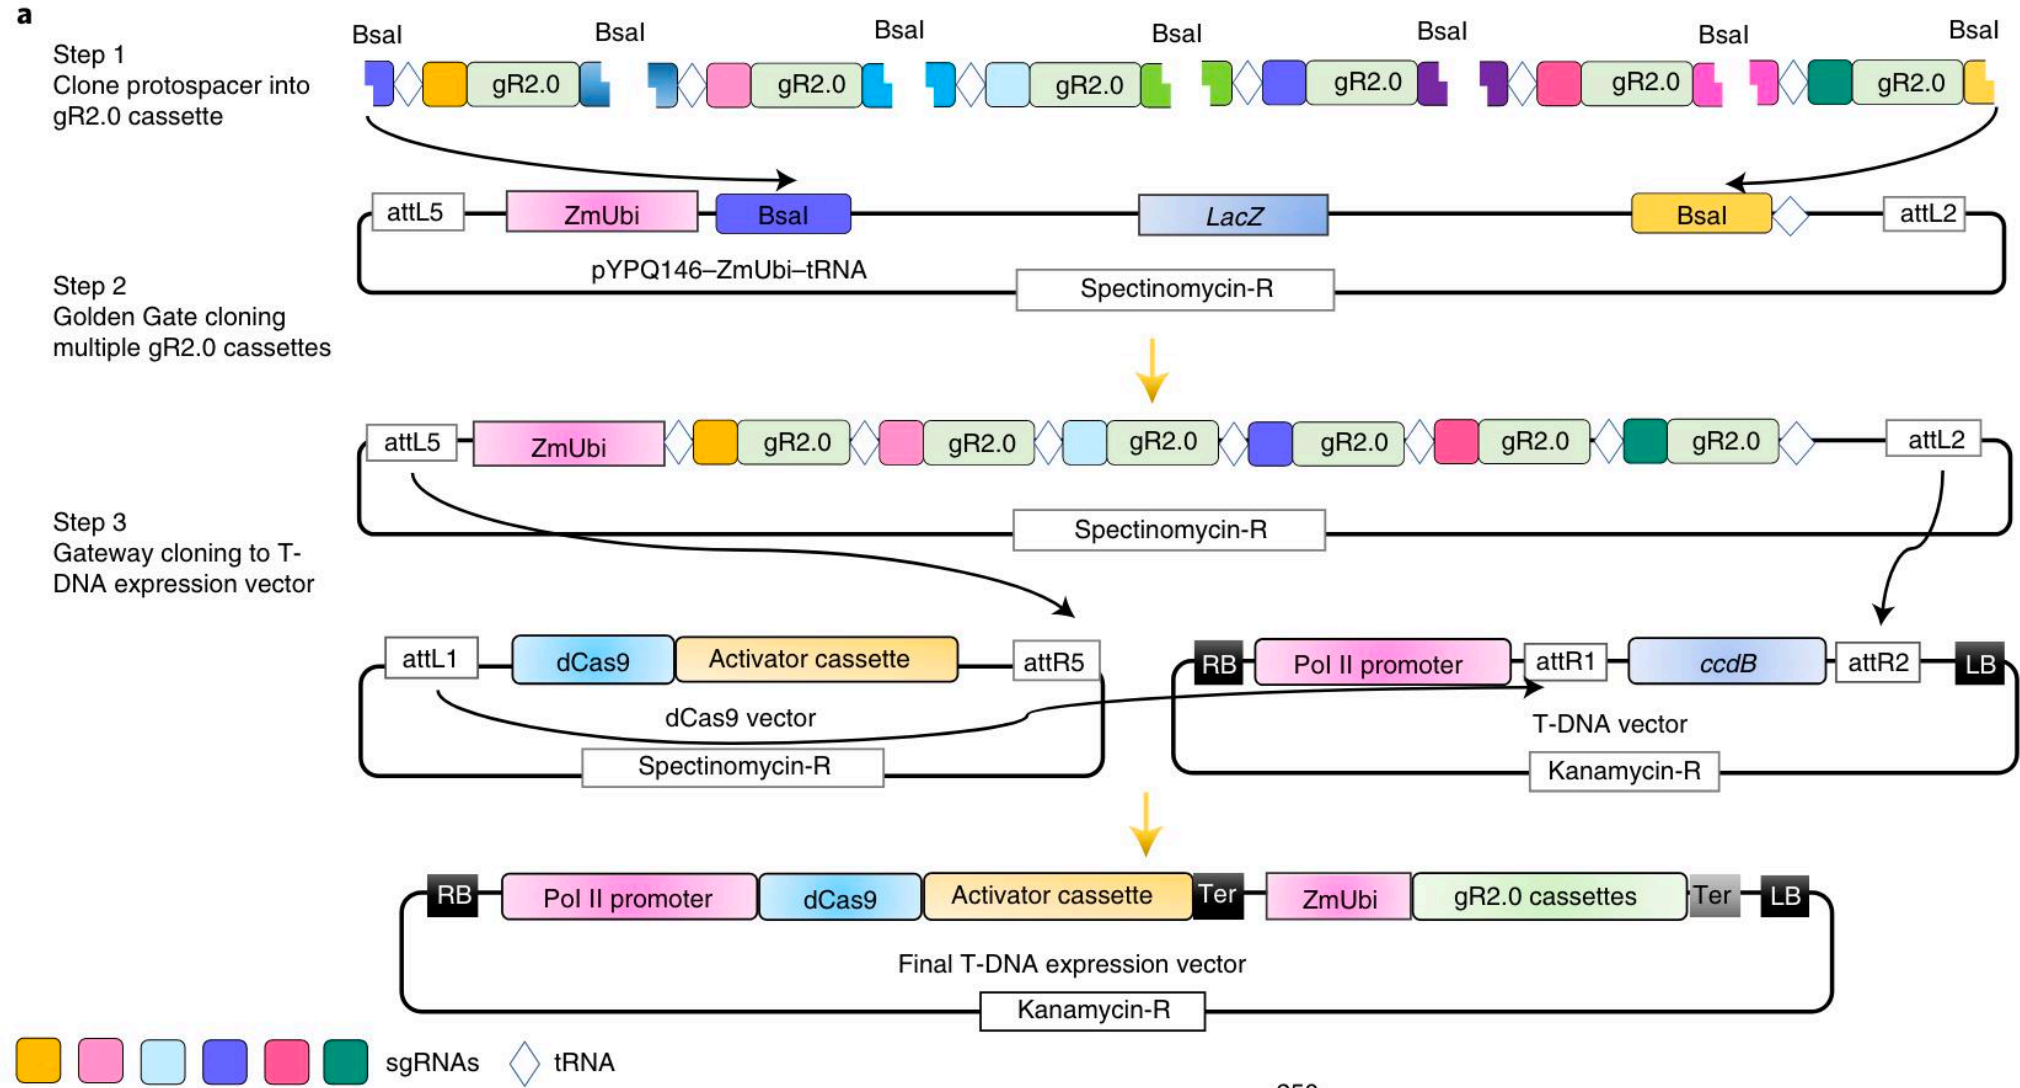 a
Step 1
Clone protospacer into
gR2.0 cassette
BsaI BsaI BsaI BsaI BsaI BsaI BsaI
gR2.0 gR2.0 gR2.0 gR2.0 gR2.0 gR2.0
attL5 ZmUbi BsaI LacZ BsaI attL2
pYPQ146–ZmUbi–tRNA
Spectinomycin-R
Step 2
Golden Gate cloning
multiple gR2.0 cassettes
attL5 ZmUbi gR2.0 gR2.0 gR2.0 gR2.0 gR2.0 gR2.0 attL2
Spectinomycin-R
Step 3
Gateway cloning to T-
DNA expression vector
attL1 dCas9 Activator cassette attR5
dCas9 vector
Spectinomycin-R
RB Pol II promoter attR1 ccdB attR2 LB
T-DNA vector
Kanamycin-R
RB Pol II promoter dCas9 Activator cassette Ter ZmUbi gR2.0 cassettes Ter LB
Final T-DNA expression vector
Kanamycin-R
sgRNAs tRNA